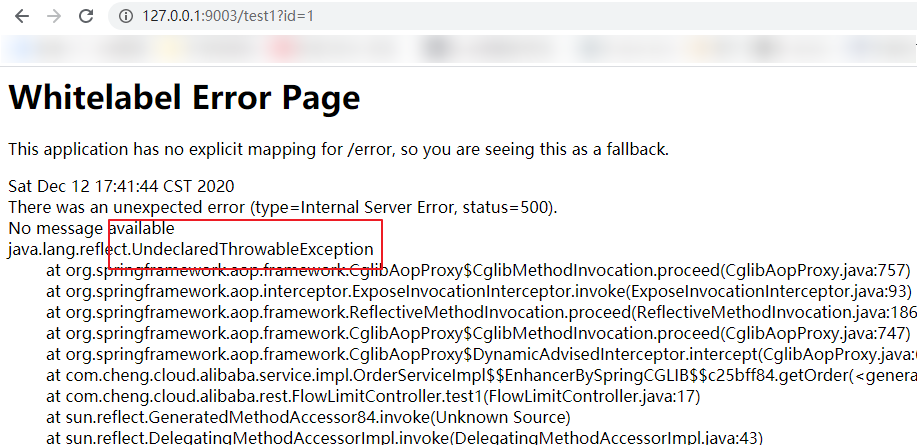 127.0.0.1:9003/test1?id=1
Whitelabel Error Page
This application has no explicit mapping for /error, so you are seeing this as a fallback.
Sat Dec 12 17:41:44 CST 2020
There was an unexpected error (type=Internal Server Error, status=500).
No message available
java.lang.reflect.UndeclaredThrowableException
at org.springframework.aop.framework.CglibAopProxy$CglibMethodInvocation.proceed(CglibAopProxy.java:757)
at org.springframework.aop.interceptor.ExposeInvocationInterceptor.invoke(ExposeInvocationInterceptor.java:93)
at org.springframework.aop.framework.ReflectiveMethodInvocation.proceed(ReflectiveMethodInvocation.java:186
at org.springframework.aop.framework.CglibAopProxy$CglibMethodInvocation.proceed(CglibAopProxy.java:747)
at org.springframework.aop.framework.CglibAopProxy$DynamicAdvisedInterceptor.intercept(CglibAopProxy.java:
at com.cheng.cloud.alibaba.service.impl.OrderServiceImpl$$EnhancerBySpringCGLIB$$c25bff84.getOrder(<genera
at com.cheng.cloud.alibaba.rest.FlowLimitController.test1(FlowLimitController.java:17)
at sun.reflect.GeneratedMethodAccessor84.invoke(Unknown Source)
at sun.reflect.DelegatingMethodAccessorImpl.invoke(DelegatingMethodAccessorImpl.java:43)